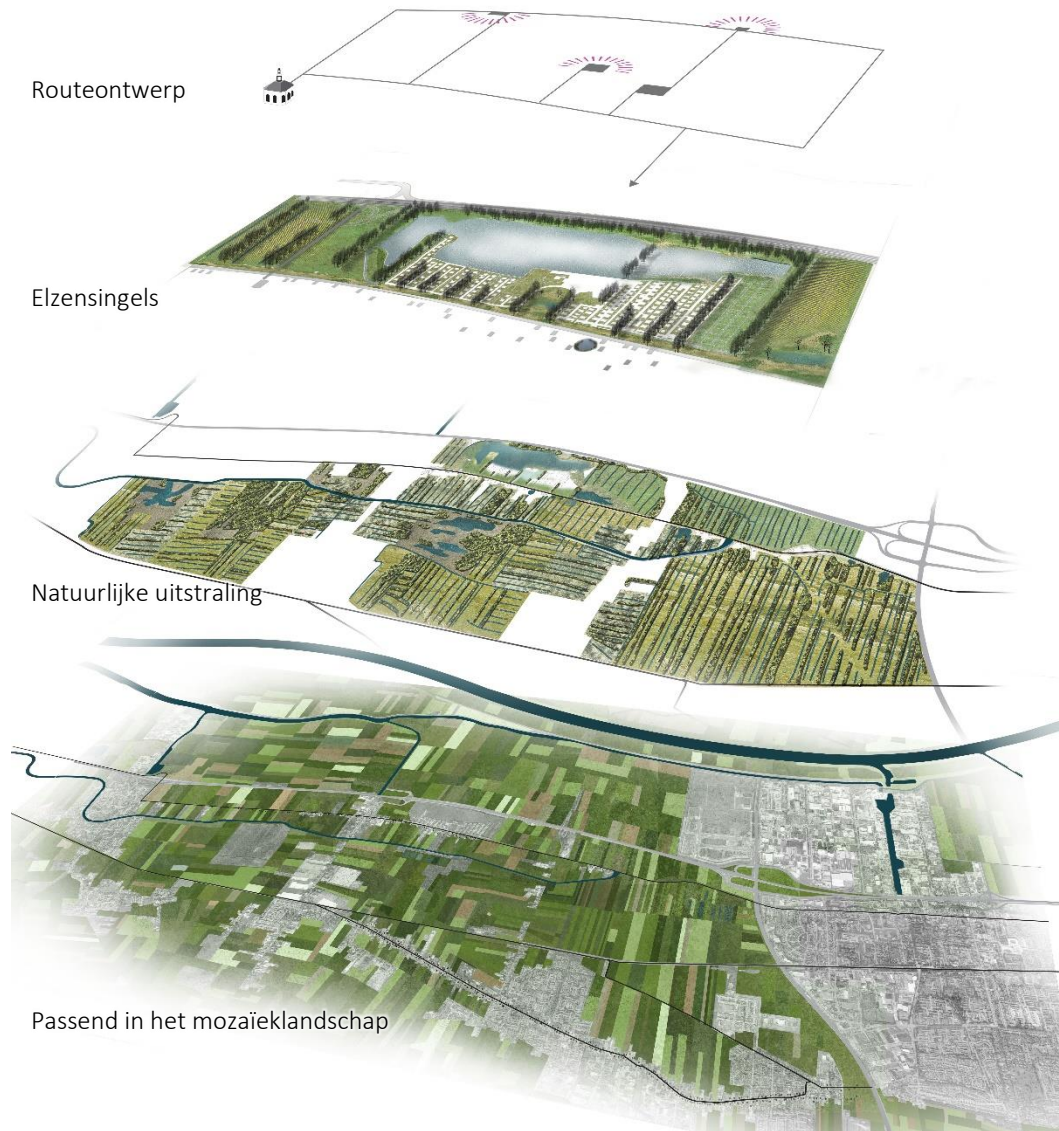 Routeontwerp
Elzensingels
Natuurlijke uitstraling
Passend in het mozaïeklandschap